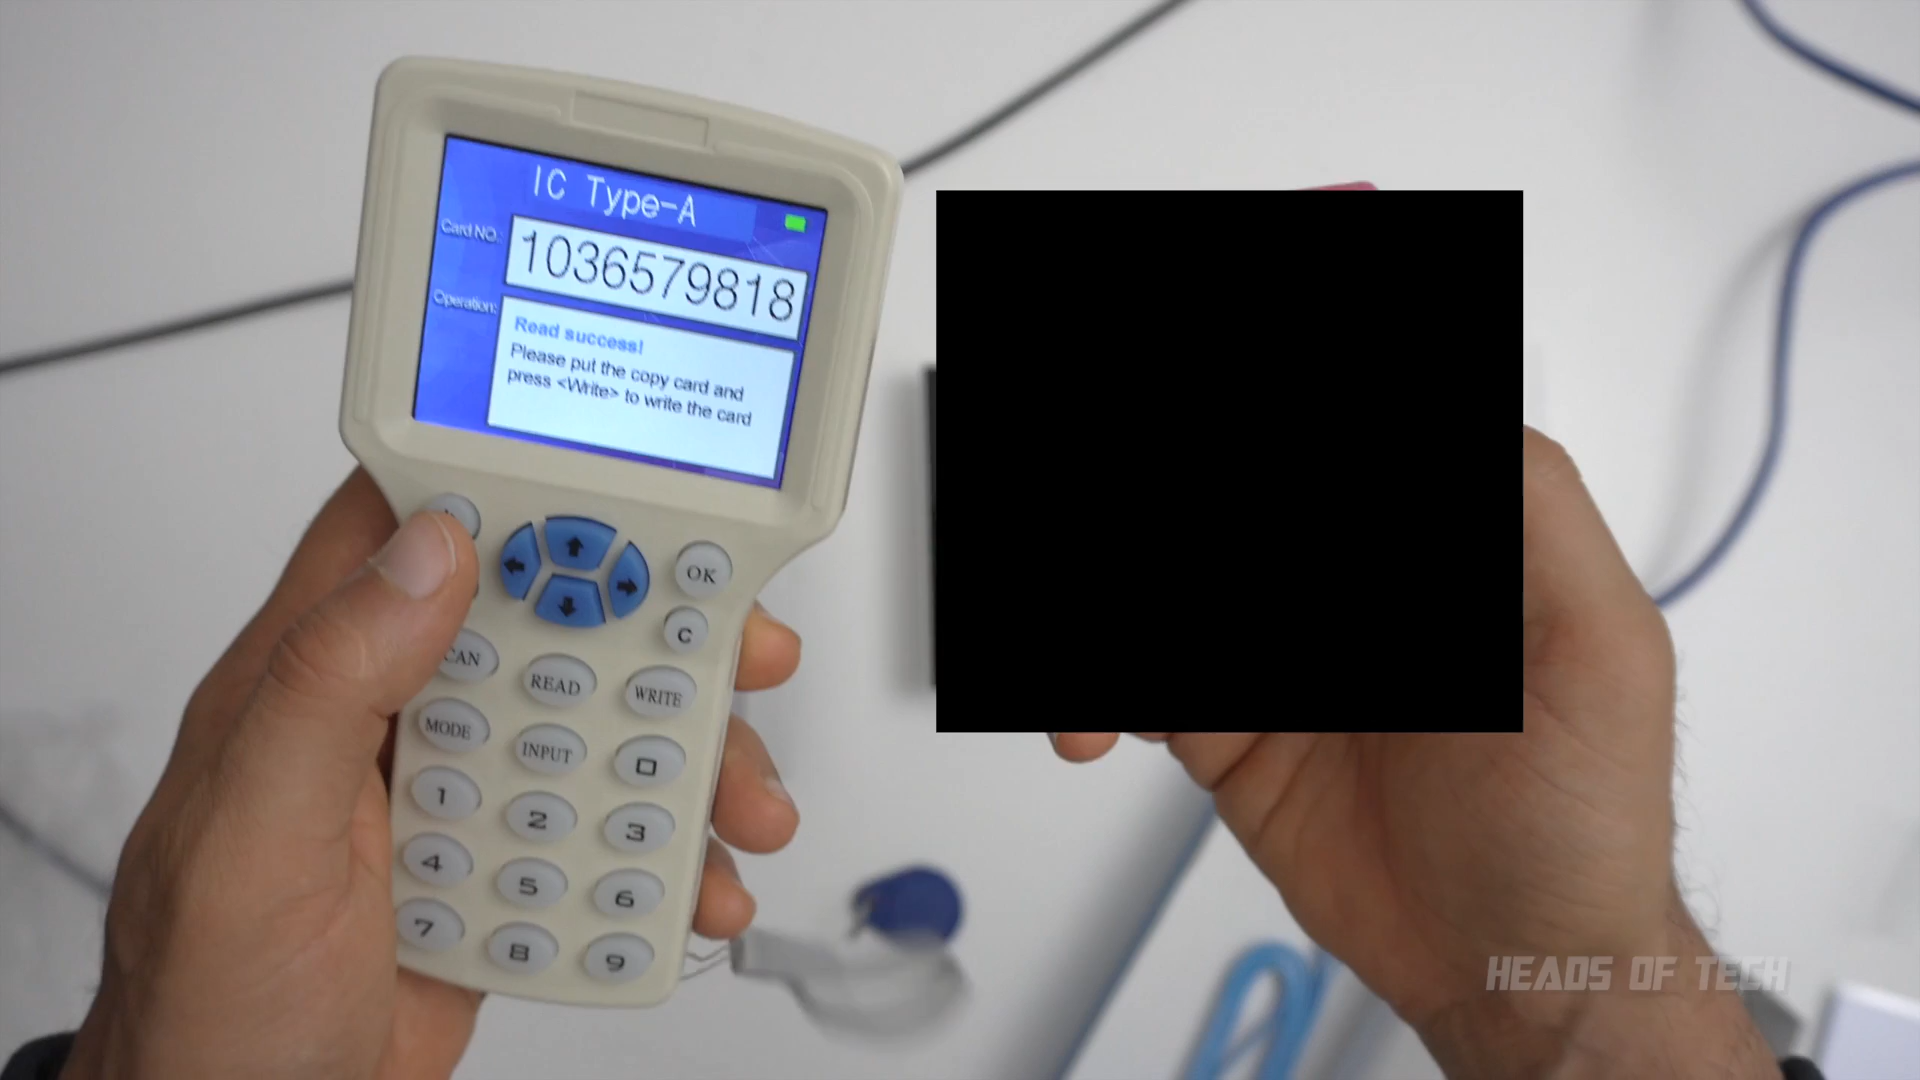 IC Type-A
Card NO.:
1036579818
Operation:
Read success!
Please put the copy card and
press <Write> to write the card
OK
C
CAN
READ
WRITE
MODE
INPUT
0
1
2
3
4
5
6
7
8
9
HEADS OF TECH